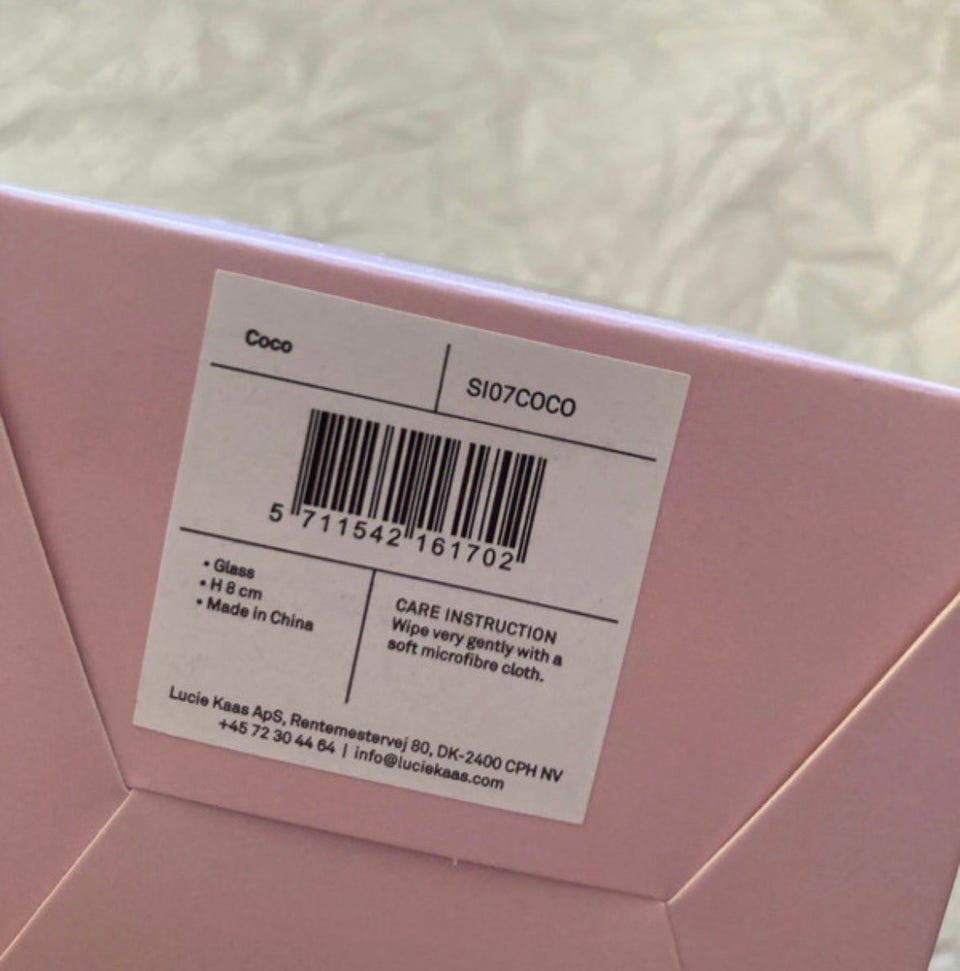 Coco
SI07COCO
5 711542 161702
• Glass
• H 8 cm
• Made in China
CARE INSTRUCTION
Wipe very gently with a
soft microfibre cloth.
Lucie Kaas ApS, Rentemestervej 80, DK-2400 CPH NV
+45 72 30 44 64 | info@luciekaas.com